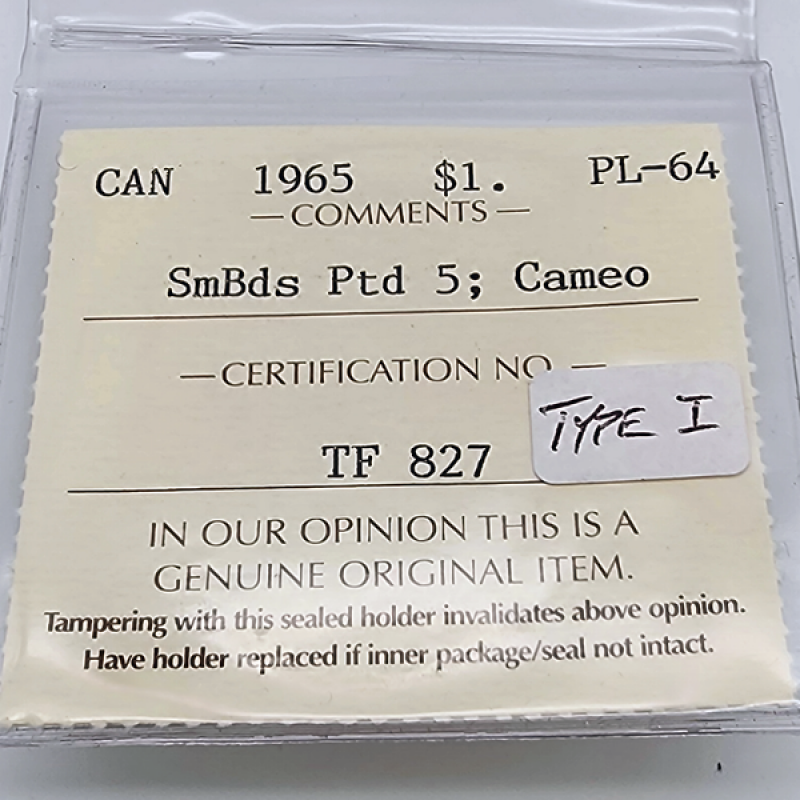 CAN 1965 $1. PL-64
— COMMENTS —
SmBds Ptd 5; Cameo
— CERTIFICATION NO. —
TYPE I
TF 827
IN OUR OPINION THIS IS A
GENUINE ORIGINAL ITEM.
Tampering with this sealed holder invalidates above opinion.
Have holder replaced if inner package/seal not intact.